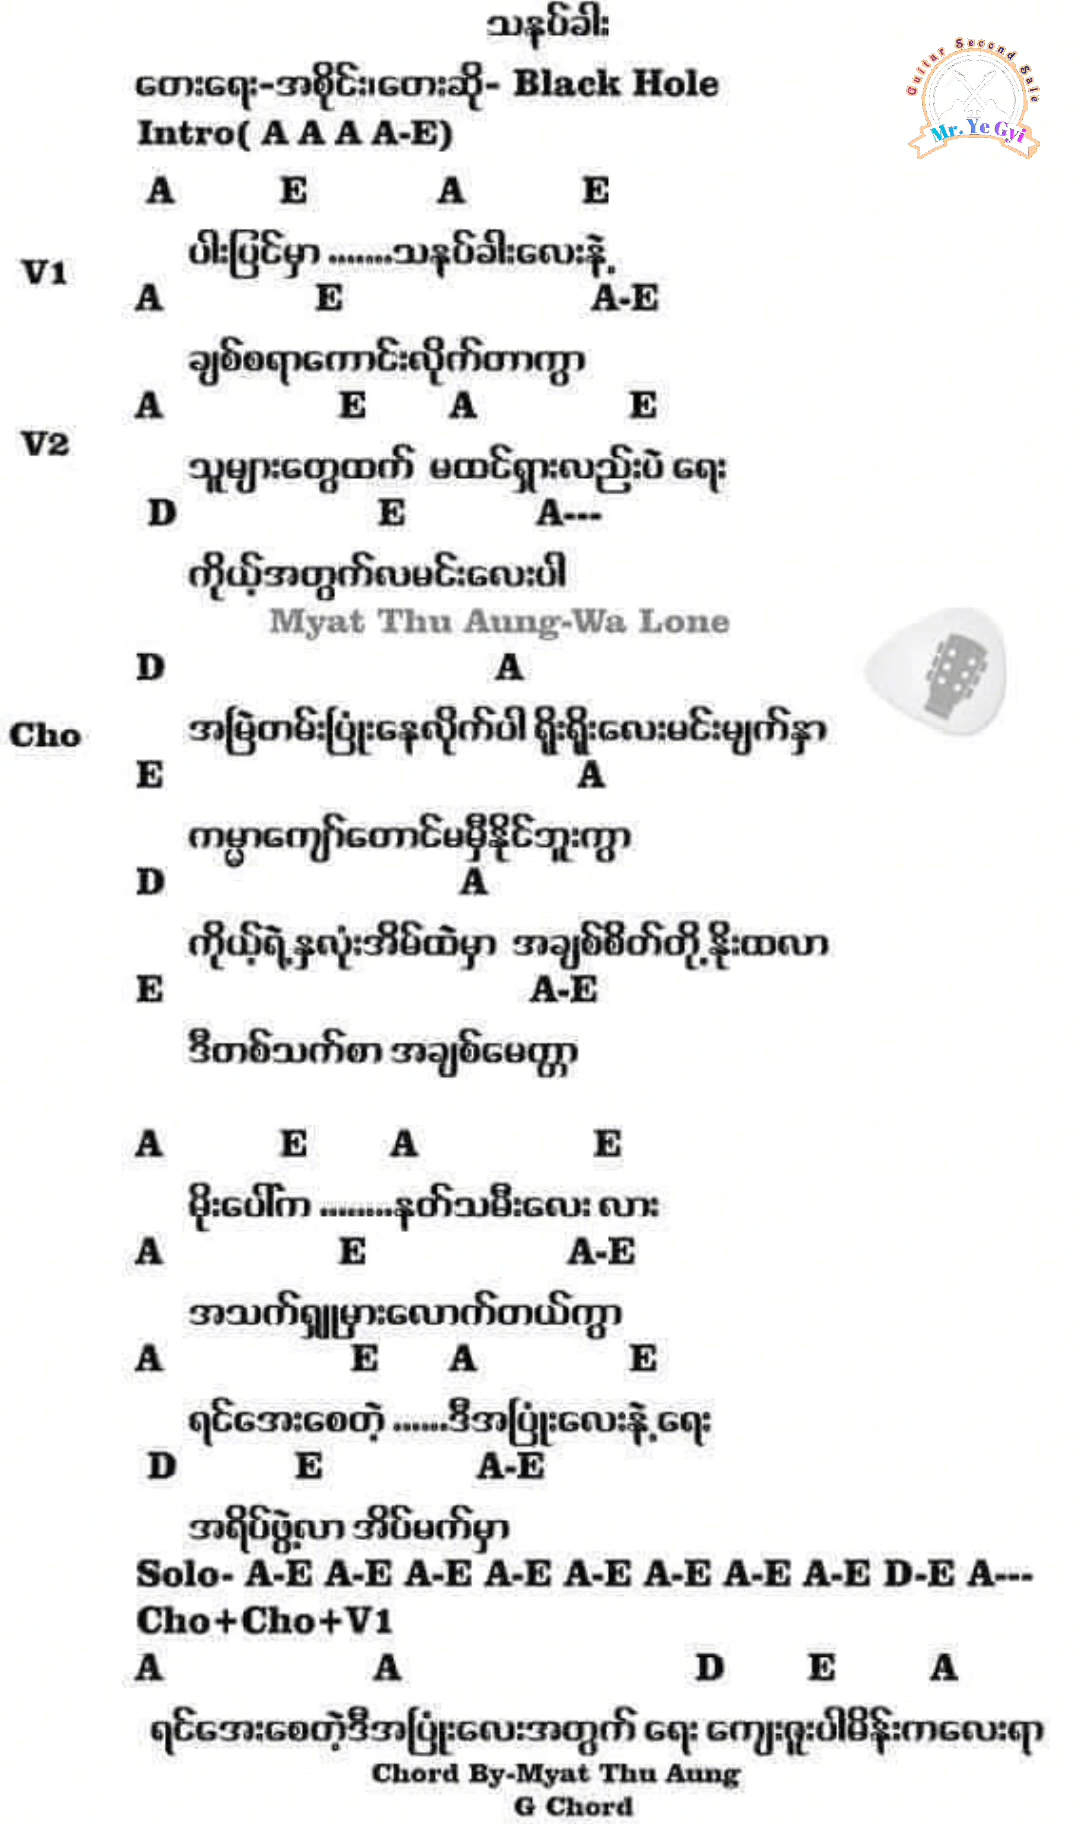 သနပ်ခါး
Guitar Second Sale
Mr. Ye Gyi
တေးရေး-အစိုင်း၊တေးဆို- Black Hole
Intro( A A A A-E)
A E A E
V1 ပါးပြင်မှာ ........သနပ်ခါးလေးနဲ့
A E A-E
ချစ်စရာကောင်းလိုက်တာကွာ
A E A E
V2 သူများတွေထက် မထင်ရှားလည်းပဲ ရေး
D E A---
ကိုယ့်အတွက်လမင်းလေးပါ
Myat Thu Aung-Wa Lone
D A
Cho အမြဲတမ်းပြုံးနေလိုက်ပါ ရိုးရိုးလေးမင်းမျက်နှာ
E A
ကမ္ဘာကျော်တောင်မမှီနိုင်ဘူးကွာ
D A
ကိုယ့်ရဲ့နှလုံးအိမ်ထဲမှာ အချစ်စိတ်တို့နိုးထလာ
E A-E
ဒီတစ်သက်စာ အချစ်မေတ္တာ
A E A E
မိုးပေါ်က .........နတ်သမီးလေး လား
A E A-E
အသက်ရှူမှားလောက်တယ်ကွာ
A E A E
ရင်အေးစေတဲ့ .......ဒီအပြုံးလေးနဲ့ ရေး
D E A-E
အရိပ်ဖွဲ့လာ အိပ်မက်မှာ
Solo- A-E A-E A-E A-E A-E A-E A-E A-E D-E A---
Cho+Cho+V1
A A D E A
ရင်အေးစေတဲ့ဒီအပြုံးလေးအတွက် ရေး ကျေးဇူးပါမိန်းကလေးရာ
Chord By-Myat Thu Aung
G Chord